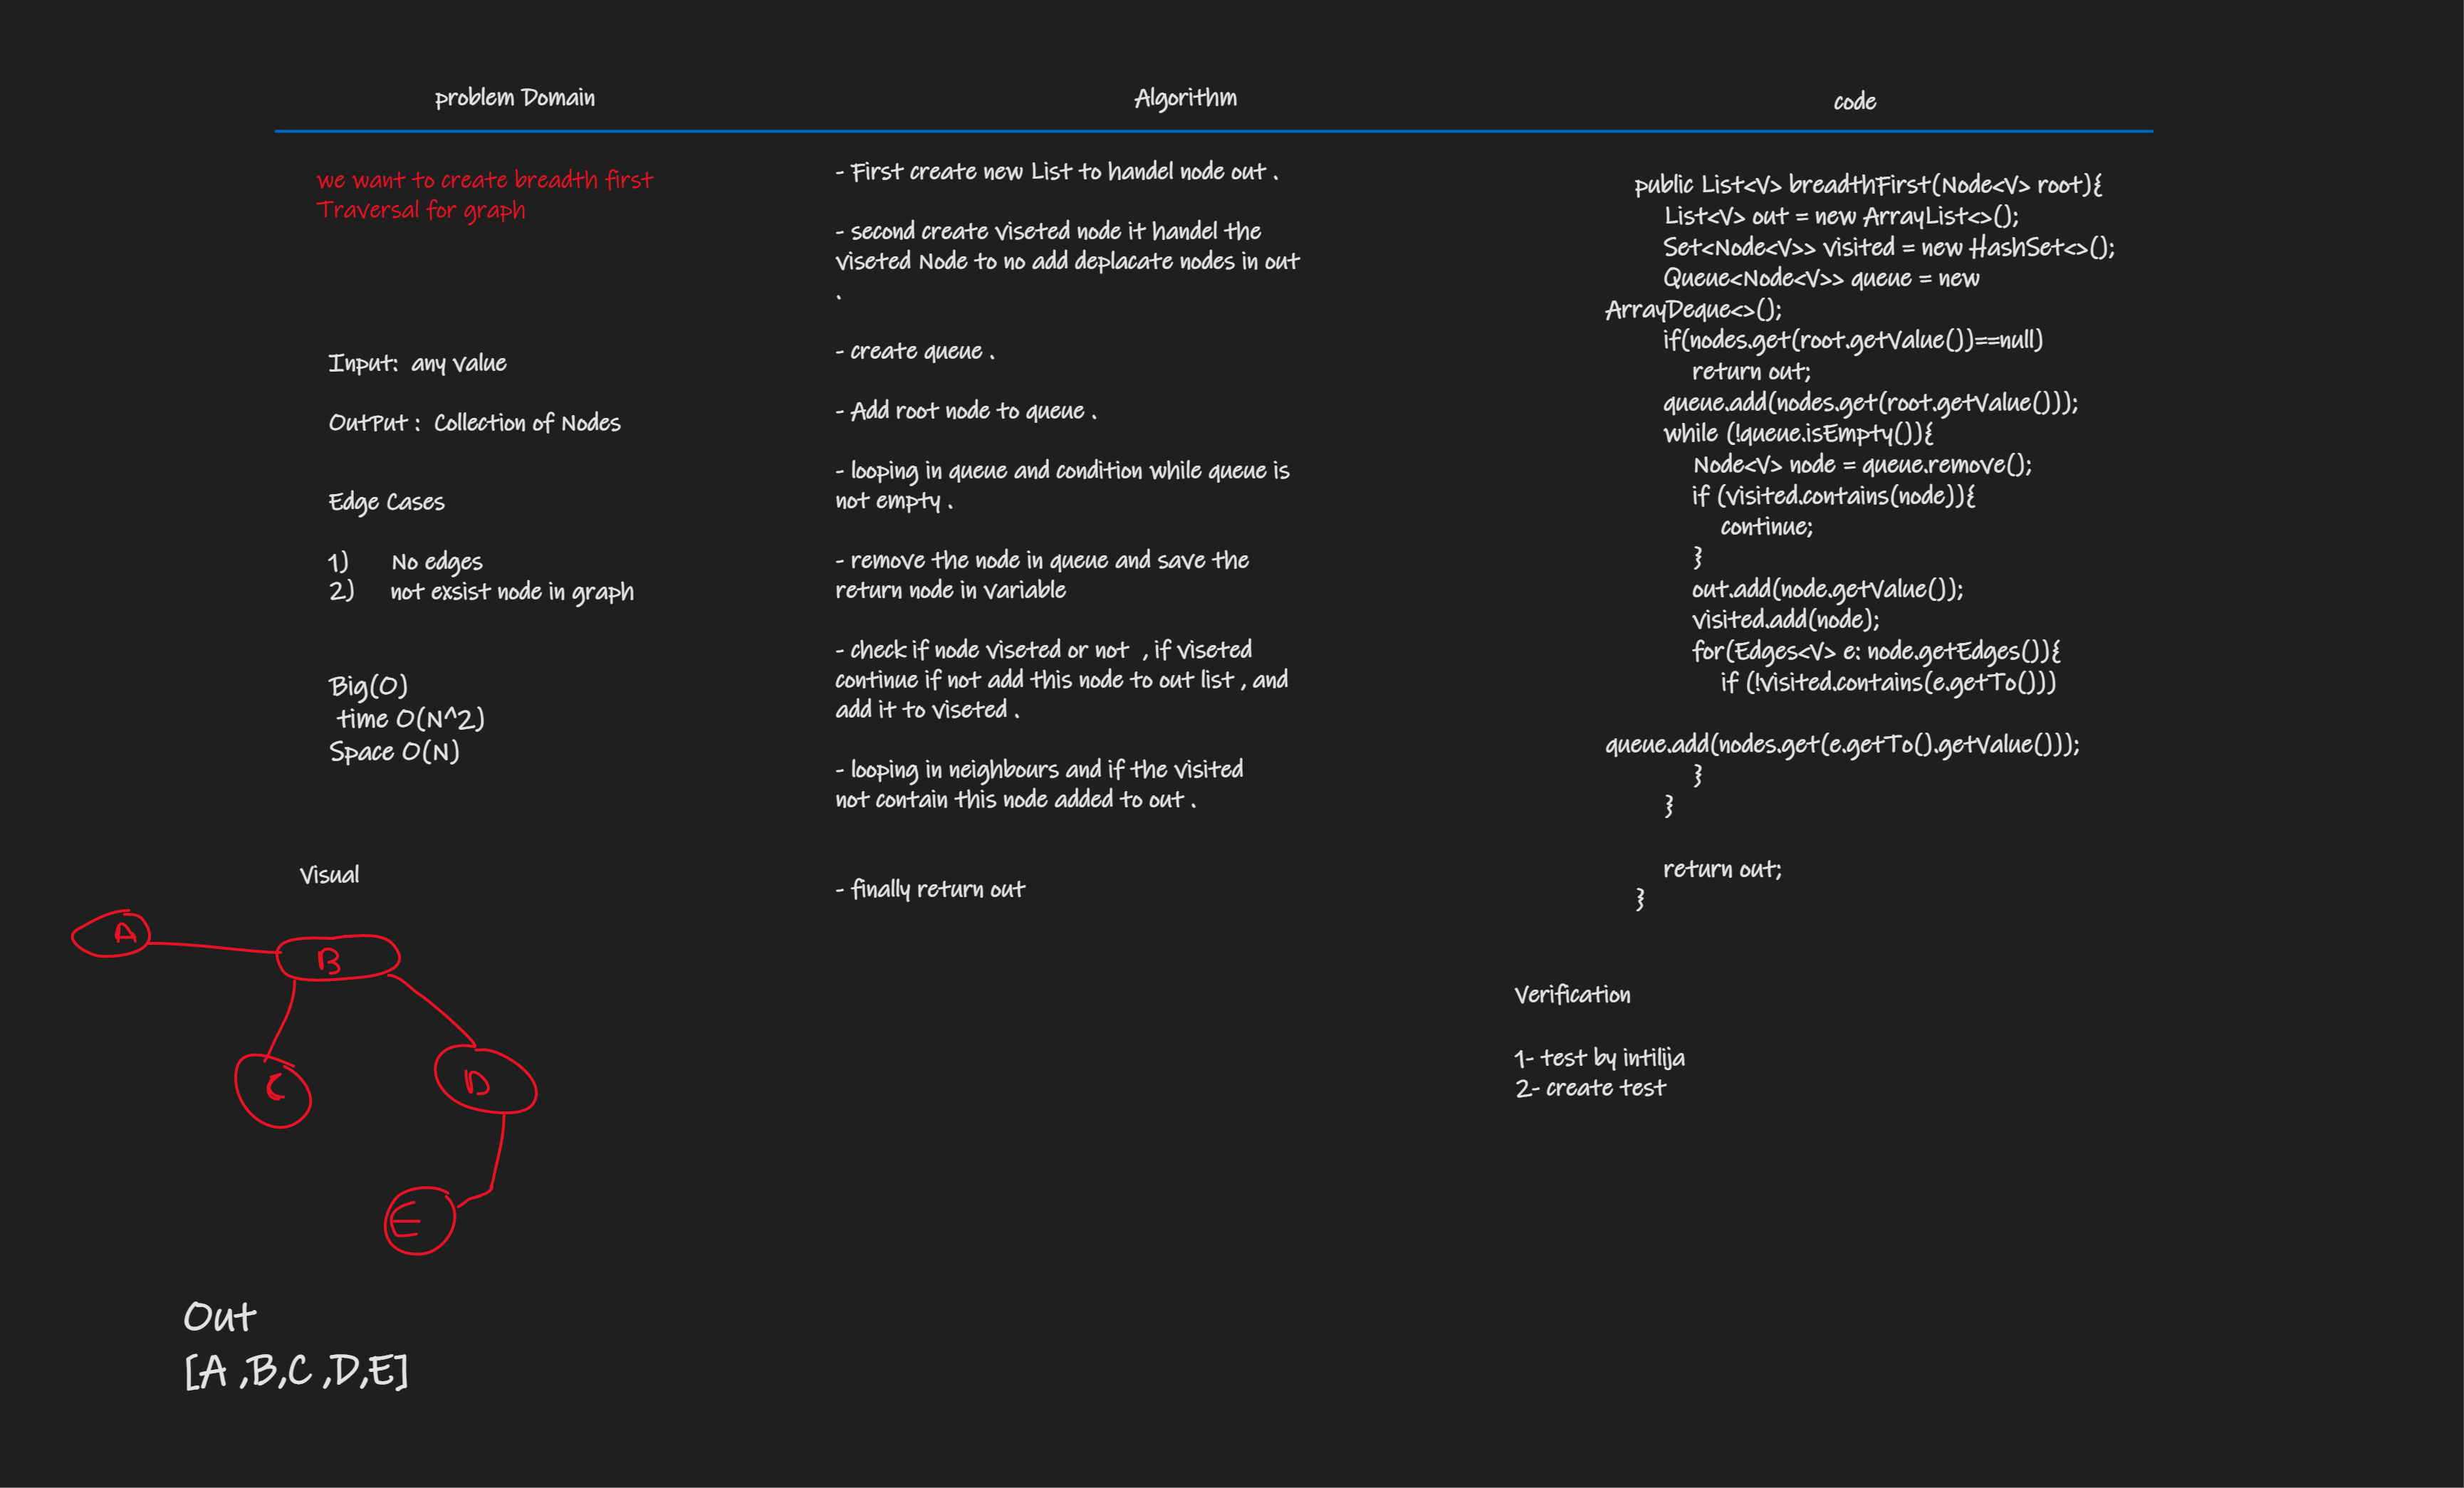 problem Domain
we want to create breadth first
Traversal for graph
Input: any value
OutPut : Collection of Nodes
Edge Cases
1) No edges
2) not exsist node in graph
Big(O)
time O(N^2)
Space O(N)
Visual
A
B
C
D
E
Out
[A ,B,C ,D,E]
Algorithm
- First create new List to handel node out .
- second create viseted node it handel the
viseted Node to no add deplacate nodes in out
.
- create queue .
- Add root node to queue .
- looping in queue and condition while queue is
not empty .
- remove the node in queue and save the
return node in variable
- check if node viseted or not , if viseted
continue if not add this node to out list , and
add it to viseted .
- looping in neighbours and if the visited
not contain this node added to out .
- finally return out
code
public List<V> breadthFirst(Node<V> root){
List<V> out = new ArrayList<>();
Set<Node<V>> visited = new HashSet<>();
Queue<Node<V>> queue = new
ArrayDeque<>();
if(nodes.get(root.getValue())==null)
return out;
queue.add(nodes.get(root.getValue()));
while (!queue.isEmpty()){
Node<V> node = queue.remove();
if (visited.contains(node)){
continue;
}
out.add(node.getValue());
visited.add(node);
for(Edges<V> e: node.getEdges()){
if (!visited.contains(e.getTo()))
queue.add(nodes.get(e.getTo().getValue()));
}
}
return out;
}
Verification
1- test by intilija
2- create test